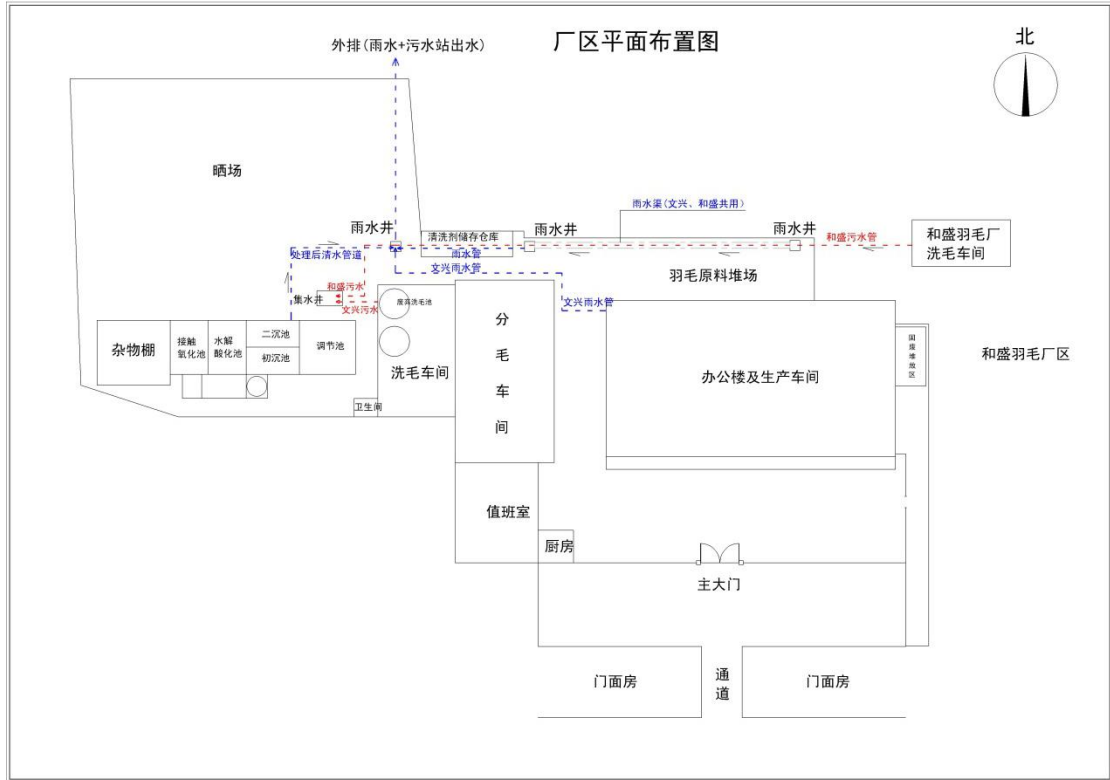 厂区平面布置图
北
外排(雨水+污水站出水)
晒场
雨水井
清洗剂储存仓库
雨水井
雨水渠(文兴、和盛共用)
雨水井
和盛污水管
和盛羽毛厂
洗毛车间
处理后清水管道
雨水管
文兴雨水管
羽毛原料堆场
和盛污水
集水井
文兴污水
文兴雨水管
分毛车间
杂物棚
接触
氧化池
水解
酸化池
二沉池
初沉池
调节池
洗毛车间
卫生间
办公楼及生产车间
固废堆放区
和盛羽毛厂区
值班室
厨房
主大门
门面房
通道
门面房